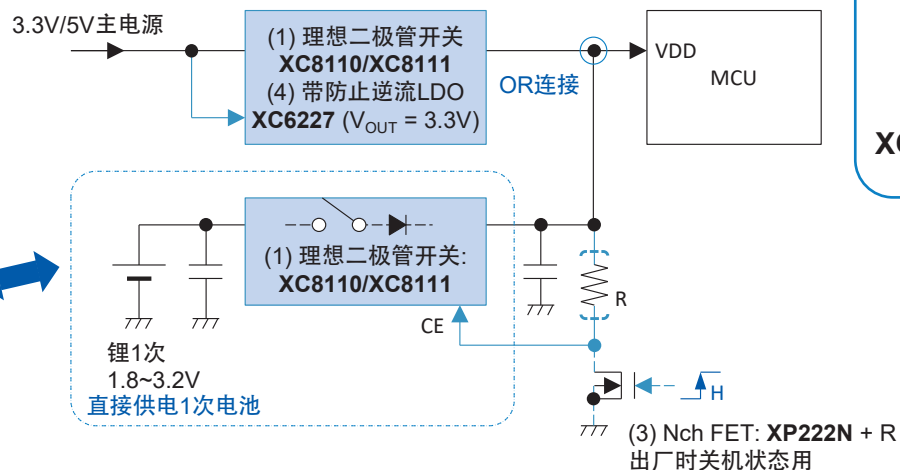 3.3V/5V主电源
(1) 理想二极管开关
XC8110/XC8111
(4) 带防止逆流LDO
XC6227 (VOUT = 3.3V)
OR连接
VDD
MCU
XC
(1) 理想二极管开关:
XC8110/XC8111
CE
R
锂1次
1.8~3.2V
直接供电1次电池
H
(3) Nch FET: XP222N + R
出厂时关机状态用